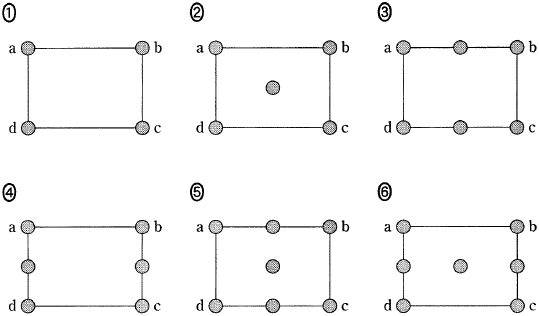 ① ② ③
a b a b a b
d c d c d c
④ ⑤ ⑥
a b a b a b
d c d c d c